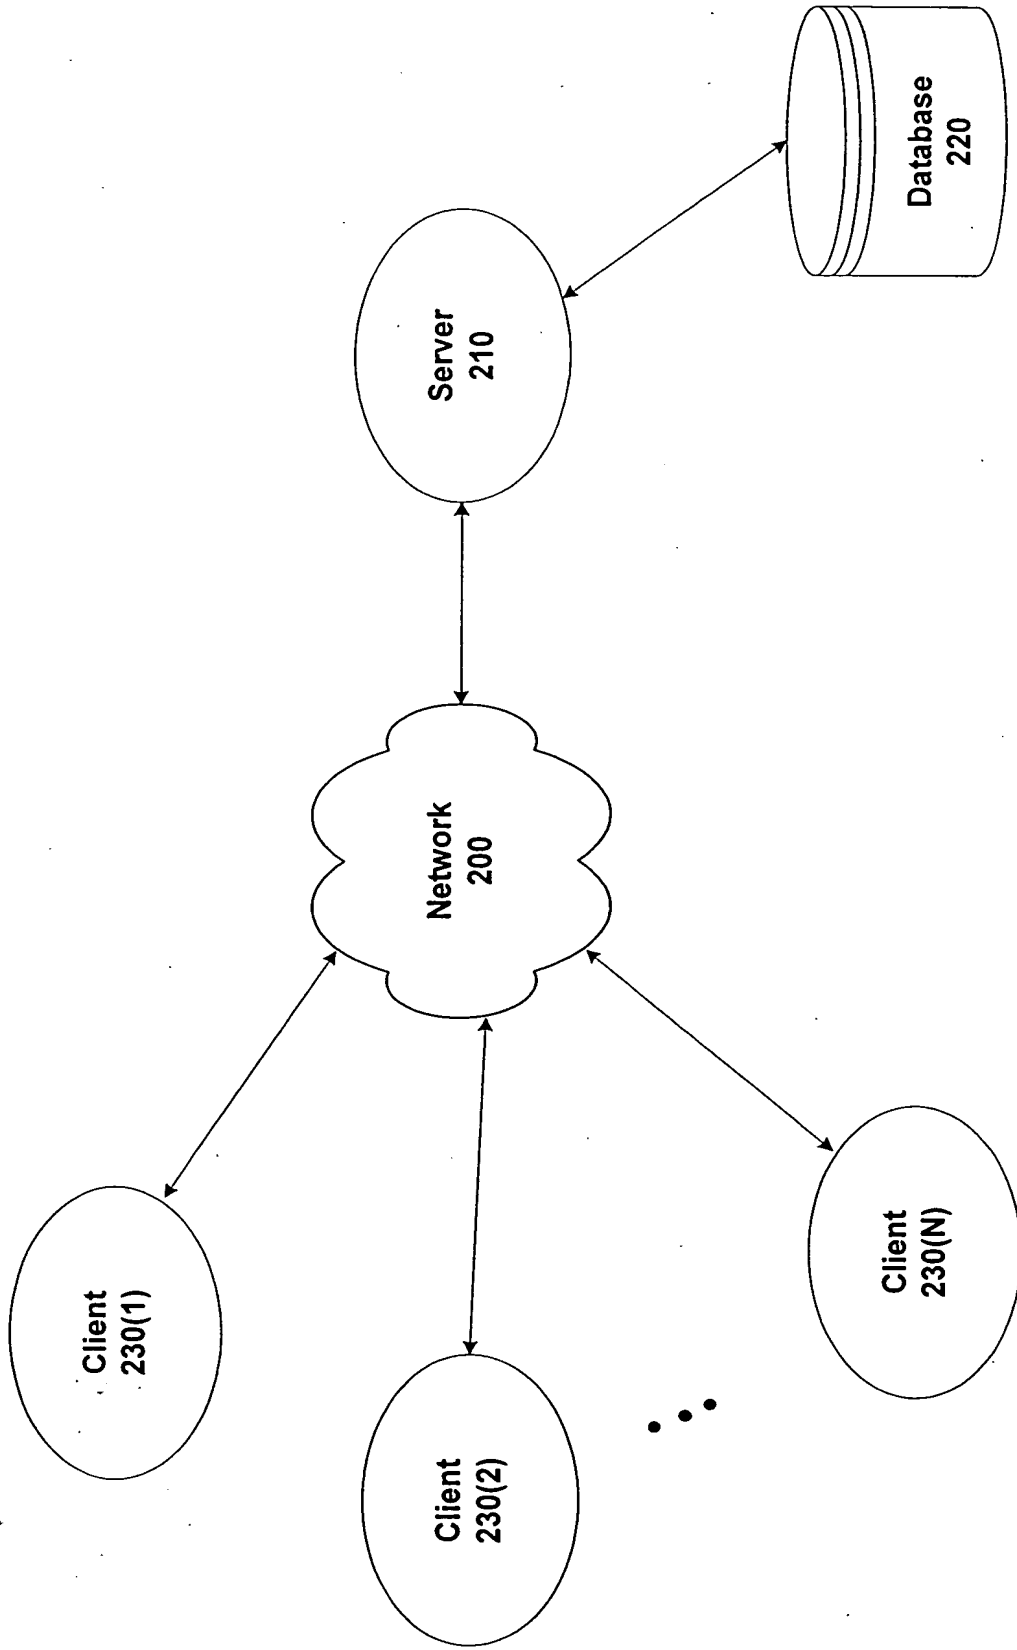 Client
230(1)
Client
230(2)
Client
230(N)
Network
200
Server
210
Database
220